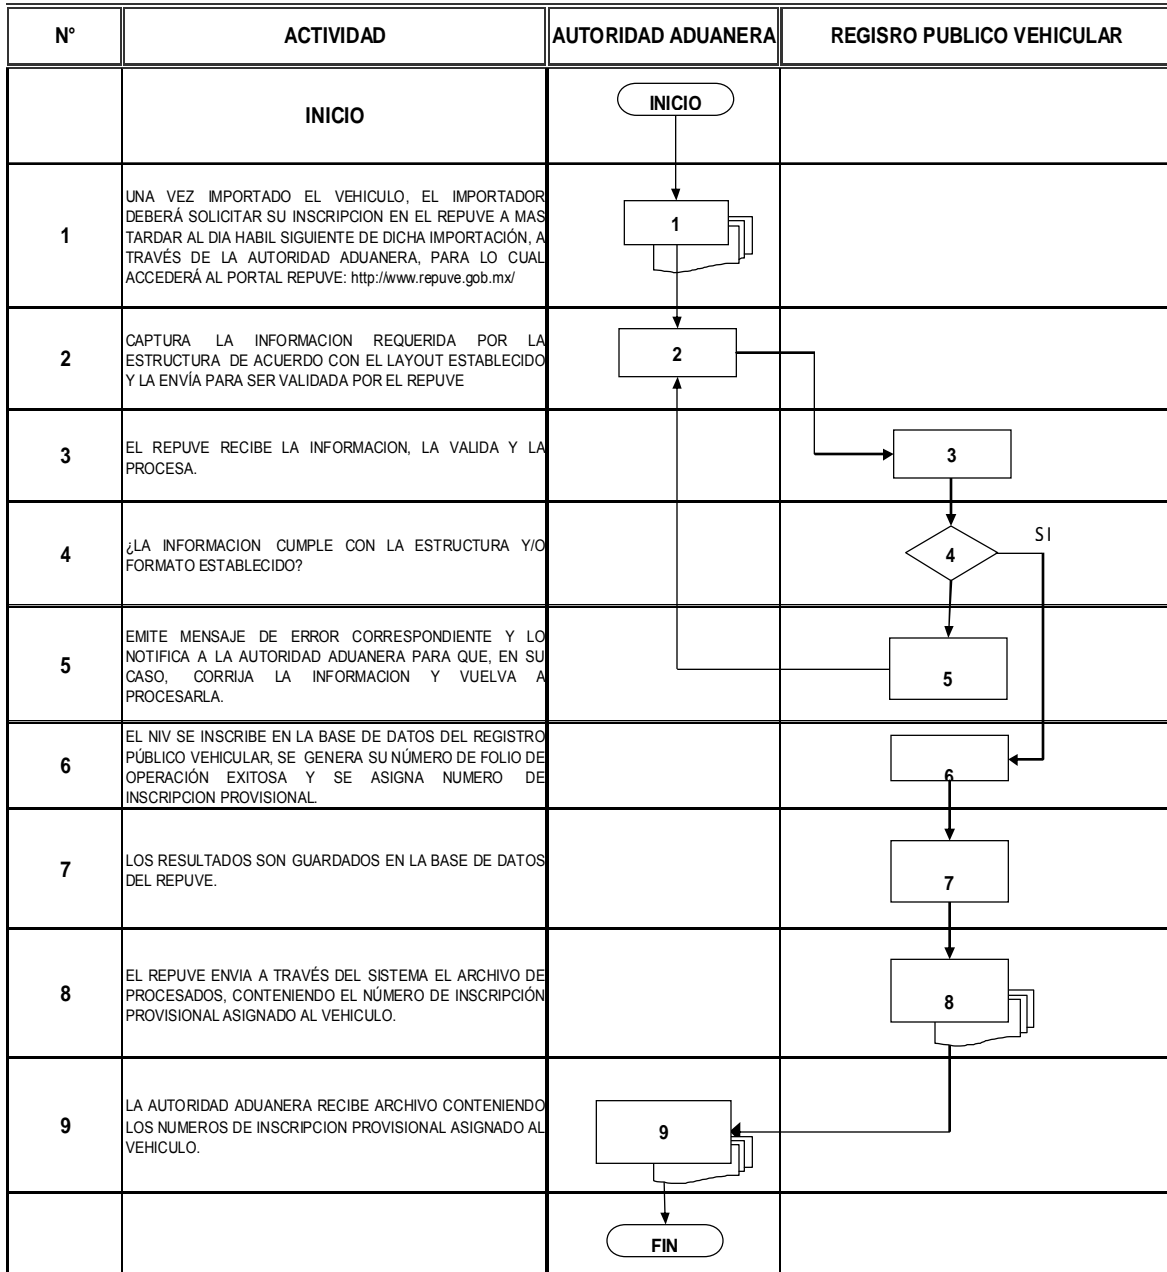 N° ACTIVIDAD AUTORIDAD ADUANERA REGISRO PUBLICO VEHICULAR
INICIO INICIO
UNA VEZ IMPORTADO EL VEHICULO, EL IMPORTADOR
DEBERÁ SOLICITAR SU INSCRIPCION EN EL REPUVE A MAS
1 TARDAR AL DIA HABIL SIGUIENTE DE DICHA IMPORTACIÓN, A 1
TRAVÉS DE LA AUTORIDAD ADUANERA, PARA LO CUAL
ACCEDERÁ AL PORTAL REPUVE: http://www.repuve.gob.mx/
CAPTURA LA INFORMACION REQUERIDA POR LA
2 ESTRUCTURA DE ACUERDO CON EL LAYOUT ESTABLECIDO 2
Y LA ENVÍA PARA SER VALIDADA POR EL REPUVE
3 EL REPUVE RECIBE LA INFORMACION, LA VALIDA Y LA 3
PROCESA.
SI
4 ¿LA INFORMACION CUMPLE CON LA ESTRUCTURA Y/O 4
FORMATO ESTABLECIDO?
EMITE MENSAJE DE ERROR CORRESPONDIENTE Y LO
NOTIFICA A LA AUTORIDAD ADUANERA PARA QUE, EN SU
5 CASO, CORRIJA LA INFORMACION Y VUELVA A 5
PROCESARLA.
EL NIV SE INSCRIBE EN LA BASE DE DATOS DEL REGISTRO
PÚBLICO VEHICULAR, SE GENERA SU NÚMERO DE FOLIO DE
6 OPERACIÓN EXITOSA Y SE ASIGNA NUMERO DE 6
INSCRIPCION PROVISIONAL.
7 LOS RESULTADOS SON GUARDADOS EN LA BASE DE DATOS
DEL REPUVE. 7
EL REPUVE ENVIA A TRAVÉS DEL SISTEMA EL ARCHIVO DE
8 PROCESADOS, CONTENIENDO EL NÚMERO DE INSCRIPCIÓN 8
PROVISIONAL ASIGNADO AL VEHICULO.
LA AUTORIDAD ADUANERA RECIBE ARCHIVO CONTENIENDO
9 LOS NUMEROS DE INSCRIPCION PROVISIONAL ASIGNADO AL 9
VEHICULO.
FIN